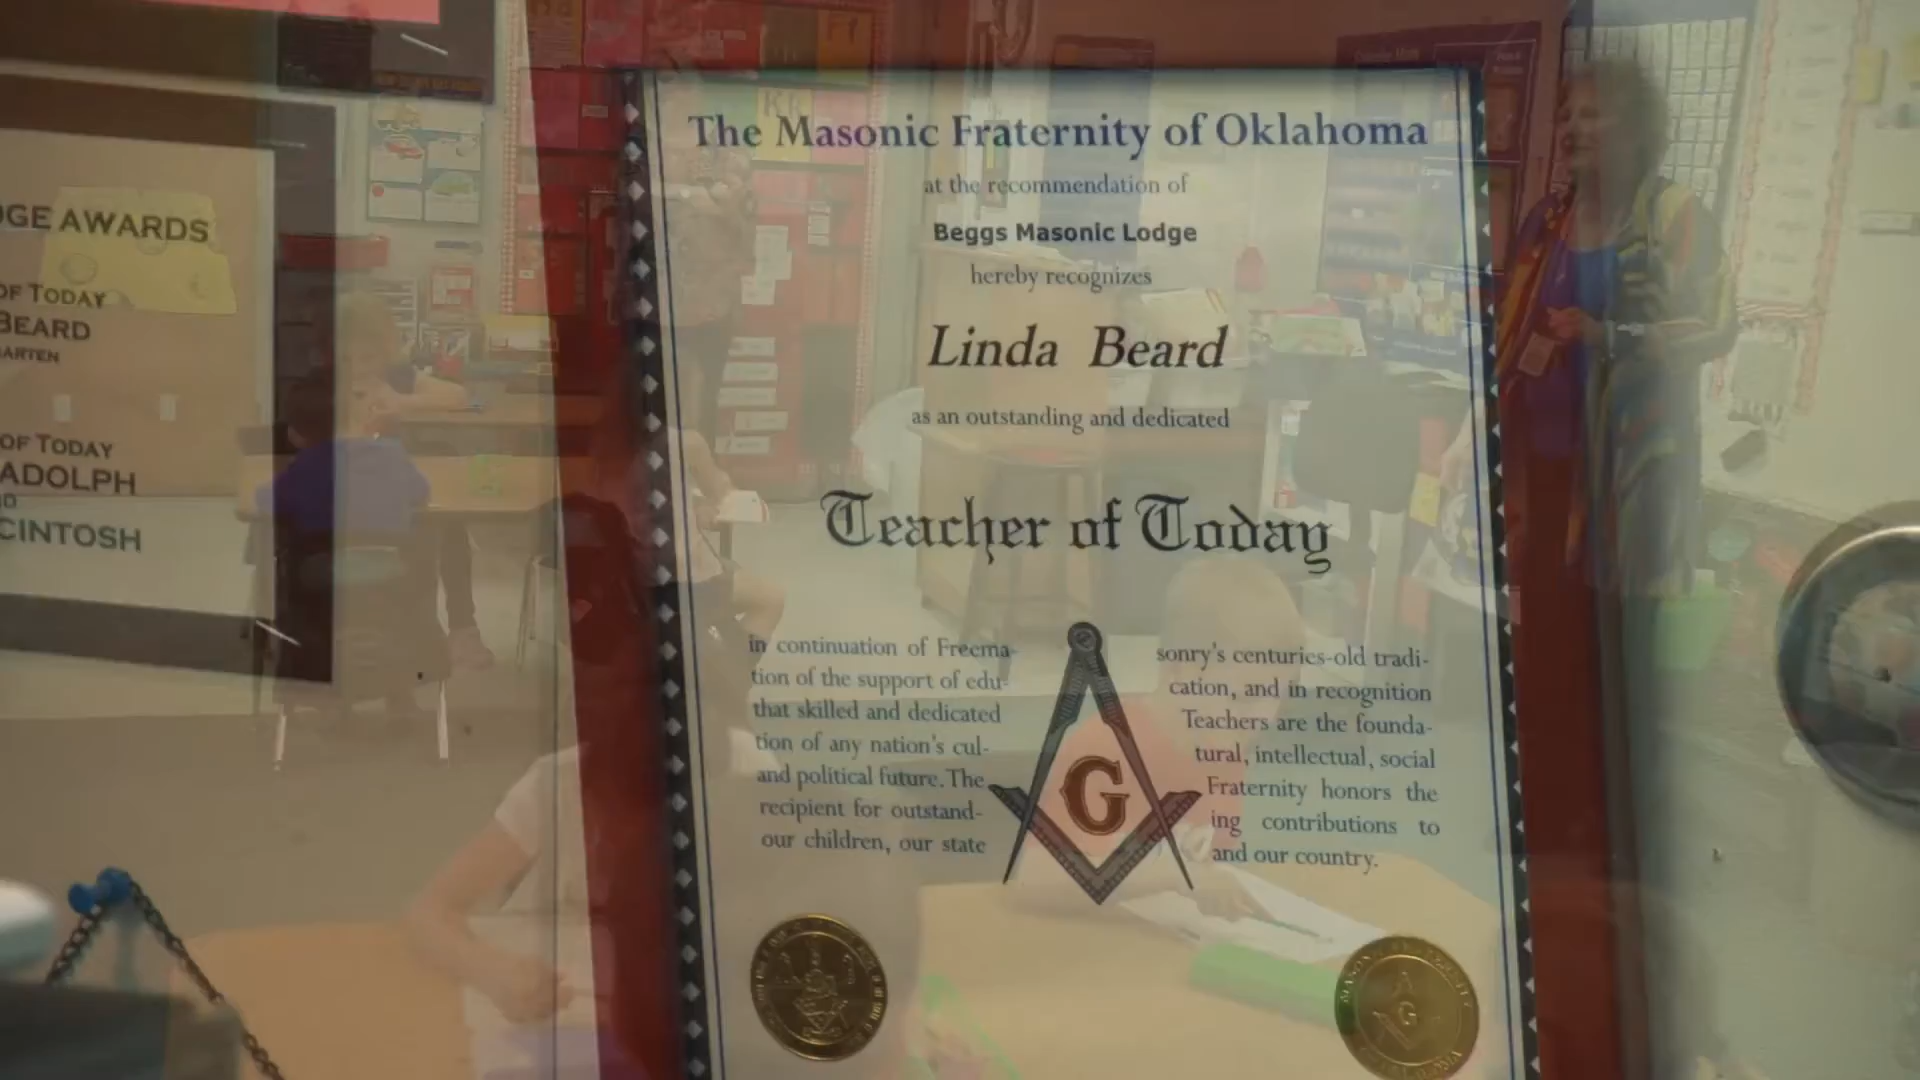 The Masonic Fraternity of Oklahoma
at the recommendation of
Beggs Masonic Lodge
hereby recognizes
Linda Beard
as an outstanding and dedicated
Teacher of Today
in continuation of Freema-
sonry's centuries-old tradi-
tion of the support of edu-
cation, and in recognition
that skilled and dedicated
Teachers are the founda-
tion of any nation's cul-
tural, intellectual, social
and political future. The
Fraternity honors the
recipient for outstand-
ing contributions to
our children, our state
and our country.
G
AWARDS
OF TODAY
BEARD
OF TODAY
ADOLPH
CINTOSH
KK